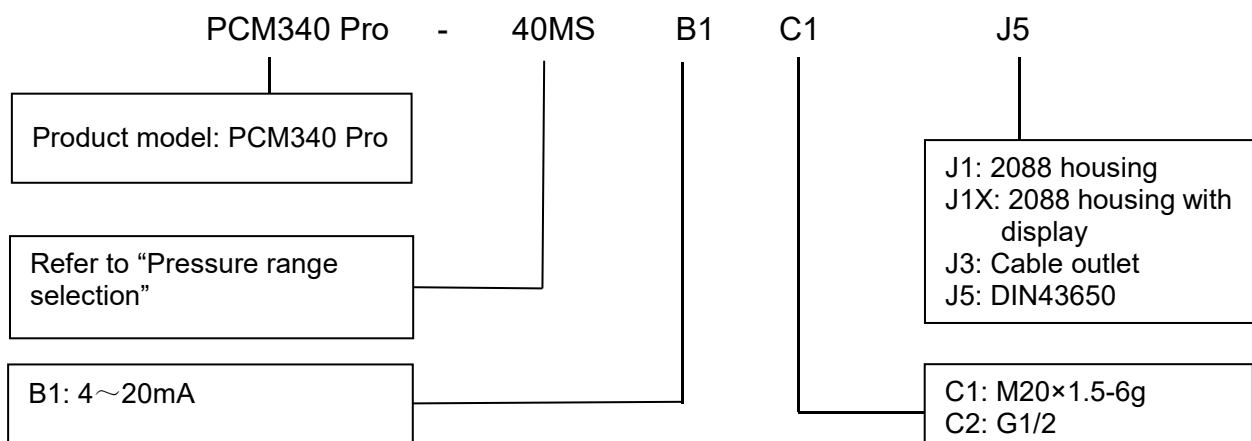 PCM340 Pro - 40MS B1 C1 J5
Product model: PCM340 Pro
Refer to “Pressure range
selection”
B1: 4～20mA
J1: 2088 housing
J1X: 2088 housing with
display
J3: Cable outlet
J5: DIN43650
C1: M20×1.5-6g
C2: G1/2